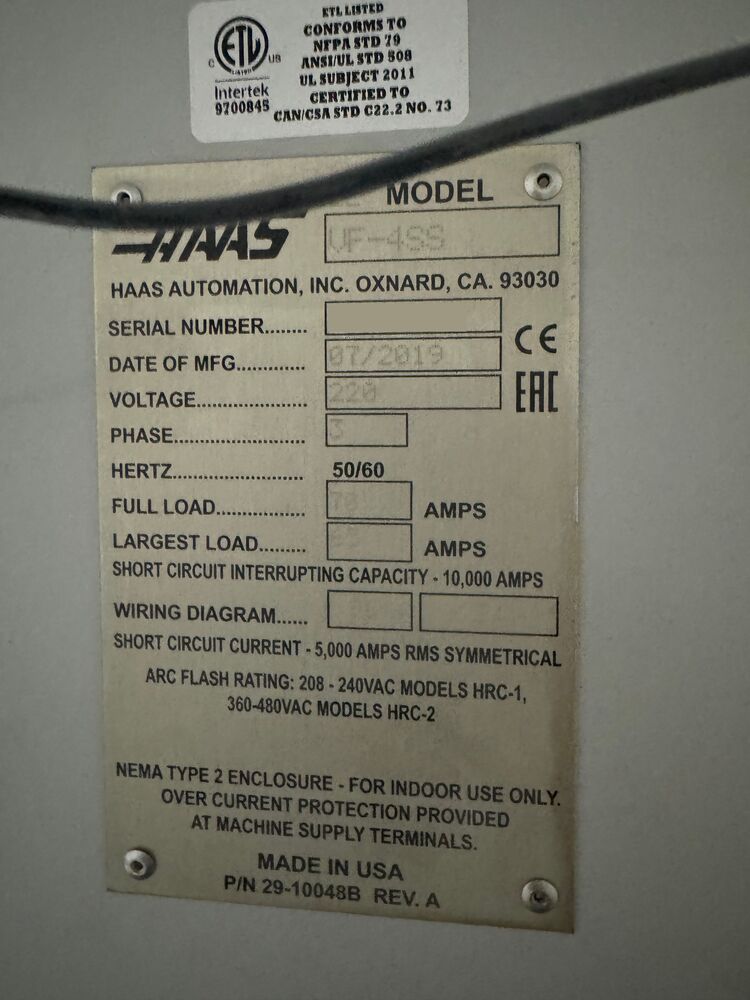 ETL LISTED
CONFORMS TO
NFPA STD 79
ANSI/UL STD 508
UL SUBJECT 2011
CERTIFIED TO
CAN/CSA STD C22.2 NO. 73
C ETL US
LISTED
Intertek
9700845
MODEL
HAAS VF-4SS
HAAS AUTOMATION, INC. OXNARD, CA. 93030
SERIAL NUMBER........
DATE OF MFG............. 07/2019
CE
VOLTAGE..................... 220
EAC
PHASE......................... 3
HERTZ......................... 50/60
FULL LOAD................. AMPS
LARGEST LOAD......... AMPS
SHORT CIRCUIT INTERRUPTING CAPACITY - 10,000 AMPS
WIRING DIAGRAM......
SHORT CIRCUIT CURRENT - 5,000 AMPS RMS SYMMETRICAL
ARC FLASH RATING: 208 - 240VAC MODELS HRC-1,
360-480VAC MODELS HRC-2
NEMA TYPE 2 ENCLOSURE - FOR INDOOR USE ONLY.
OVER CURRENT PROTECTION PROVIDED
AT MACHINE SUPPLY TERMINALS.
MADE IN USA
P/N 29-10048B REV. A